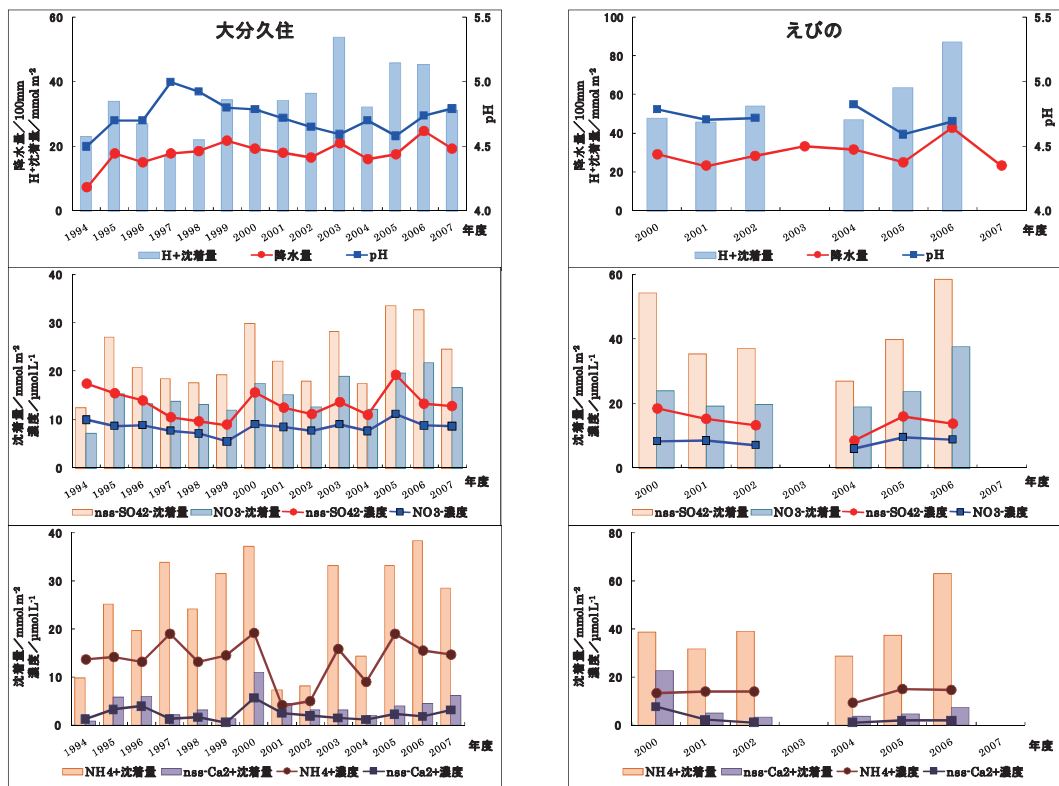 大分久住
降水量／100mm
H⁺沈着量／mmol m⁻²
60
40
20
0
5.5
5.0
4.5
4.0
pH
1994 1995 1996 1997 1998 1999 2000 2001 2002 2003 2004 2005 2006 2007 年度
H+沈着量 降水量 pH
えびの
降水量／100mm
H⁺沈着量／mmol m⁻²
100
80
60
40
20
0
5.5
5.0
4.5
4.0
pH
2000 2001 2002 2003 2004 2005 2006 2007 年度
H+沈着量 降水量 pH
沈着量／mmol m⁻²
濃度／μmol L⁻¹
40
30
20
10
0
1994 1995 1996 1997 1998 1999 2000 2001 2002 2003 2004 2005 2006 2007 年度
nss-SO42-沈着量 NO3-沈着量 nss-SO42-濃度 NO3-濃度
沈着量／mmol m⁻²
濃度／μmol L⁻¹
60
40
20
0
2000 2001 2002 2003 2004 2005 2006 2007 年度
nss-SO42-沈着量 NO3-沈着量 nss-SO42-濃度 NO3-濃度
沈着量／mmol m⁻²
濃度／μmol L⁻¹
40
30
20
10
0
1994 1995 1996 1997 1998 1999 2000 2001 2002 2003 2004 2005 2006 2007 年度
NH4+沈着量 nss-Ca2+沈着量 NH4+濃度 nss-Ca2+濃度
沈着量／mmol m⁻²
濃度／μmol L⁻¹
80
60
40
20
0
2000 2001 2002 2003 2004 2005 2006 2007 年度
NH4+沈着量 nss-Ca2+沈着量 NH4+濃度 nss-Ca2+濃度